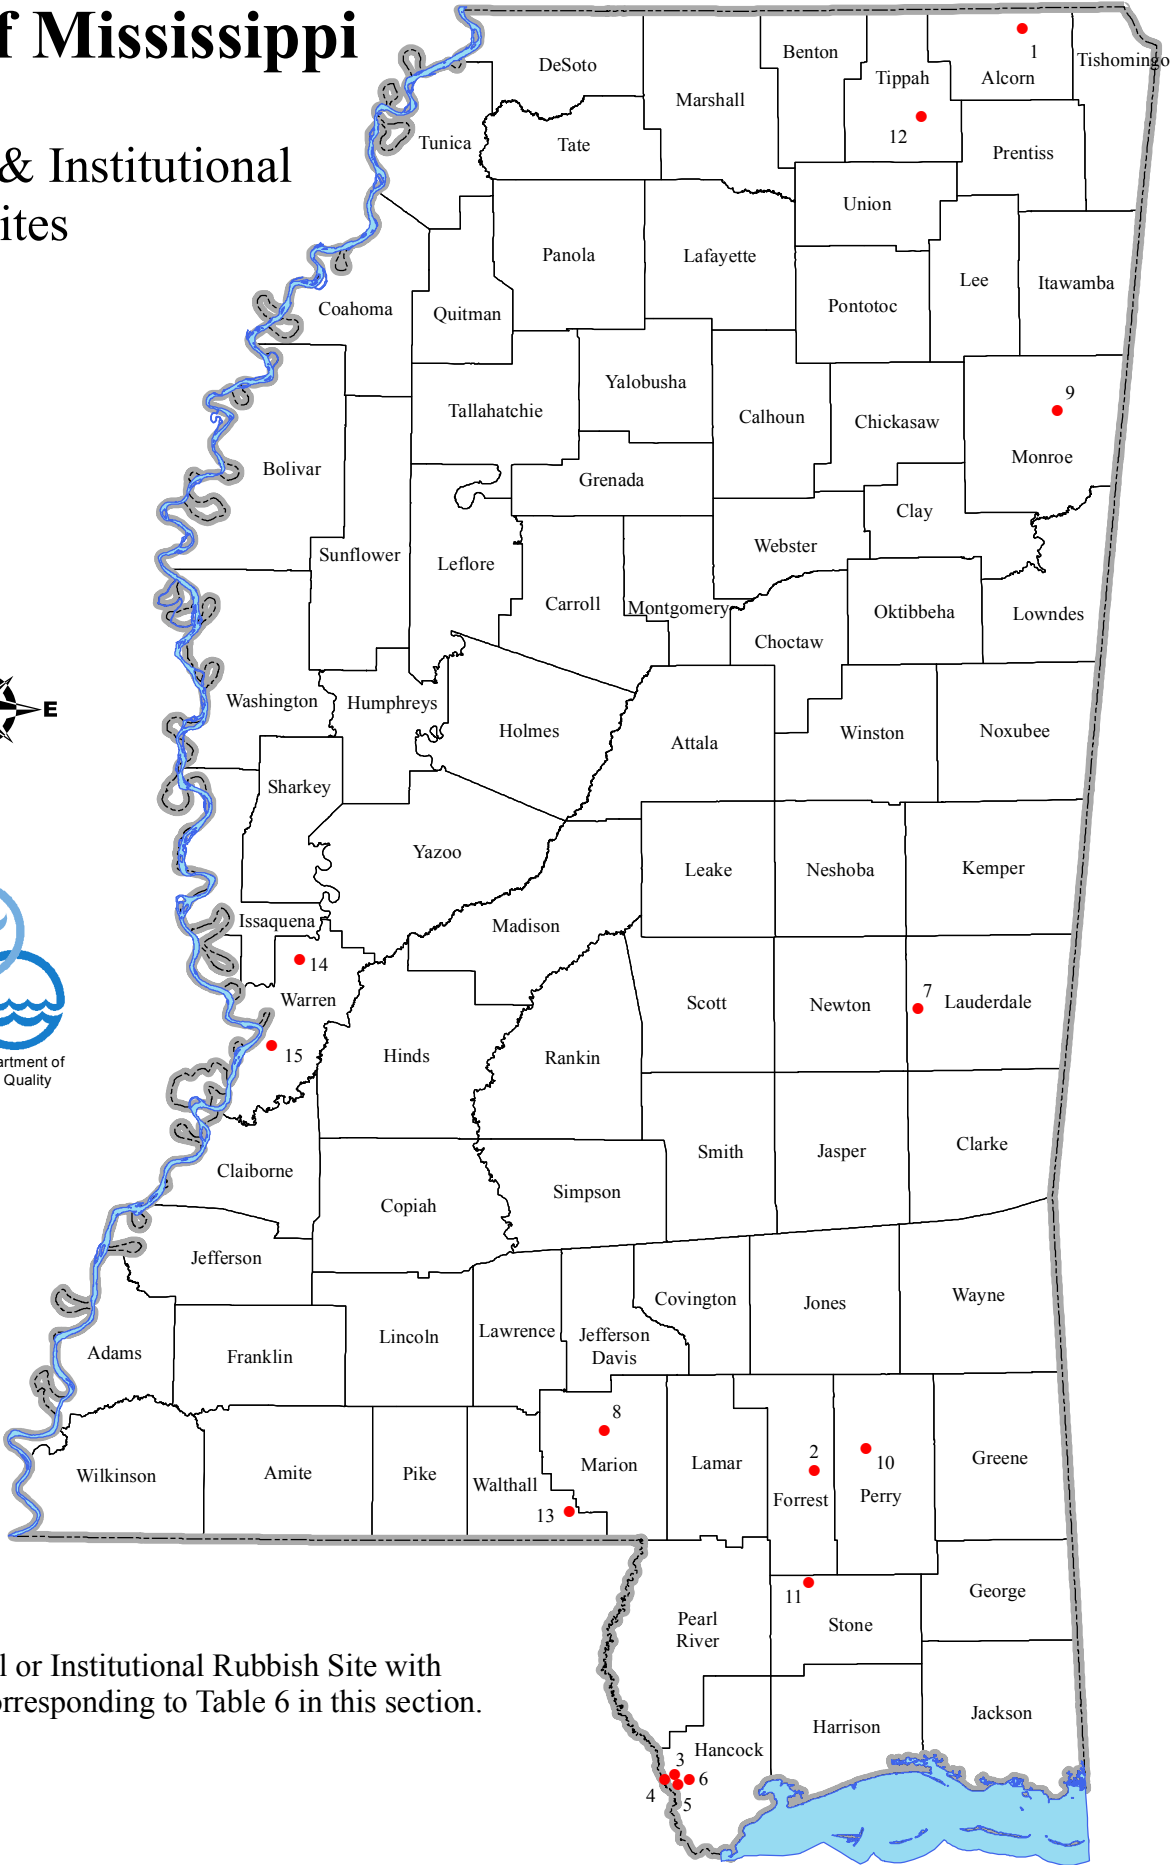 f Mississippi
& Institutional
ites
DeSoto
Benton
1
Tishomingo
Marshall
Tippah
Alcorn
12
Tunica
Tate
Prentiss
Union
Panola
Lafayette
Lee
Itawamba
Coahoma
Quitman
Pontotoc
Yalobusha
9
Tallahatchie
Calhoun
Chickasaw
Monroe
Bolivar
Grenada
Clay
Sunflower
Leflore
Webster
Carroll
Montgomery
Oktibbeha
Lowndes
Choctaw
E
Washington
Humphreys
Holmes
Attala
Winston
Noxubee
Sharkey
Yazoo
Leake
Neshoba
Kemper
Issaquena
Madison
14
Warren
Scott
Newton
7
Lauderdale
15
Hinds
Rankin
artment of
Quality
Smith
Jasper
Clarke
Claiborne
Copiah
Simpson
Jefferson
Covington
Jones
Wayne
Adams
Franklin
Lincoln
Lawrence
Jefferson
Davis
8
2
10
Wilkinson
Amite
Pike
Walthall
Marion
Lamar
Forrest
Perry
Greene
13
11
George
Pearl
River
Stone
l or Institutional Rubbish Site with
orresponding to Table 6 in this section.
Harrison
Jackson
Hancock
3
6
4
5